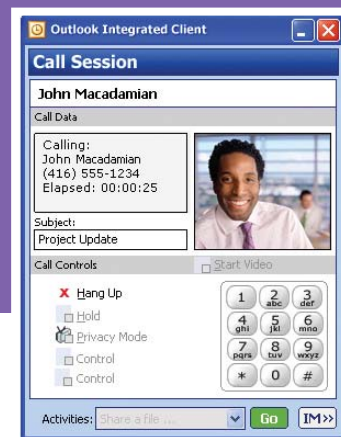 Outlook Integrated Client
Call Session
John Macadamian
Call Data
Calling:
John Macadamian
(416) 555-1234
Elapsed: 00:00:25
Subject:
Project Update
Call Controls
Start Video
Hang Up
Hold
Privacy Mode
Control
Control
1 2 abc 3 def
4 ghi 5 jkl 6 mno
7 pqrs 8 tuv 9 wxyz
* 0 #
Activities: Share a file ... Go IM>>